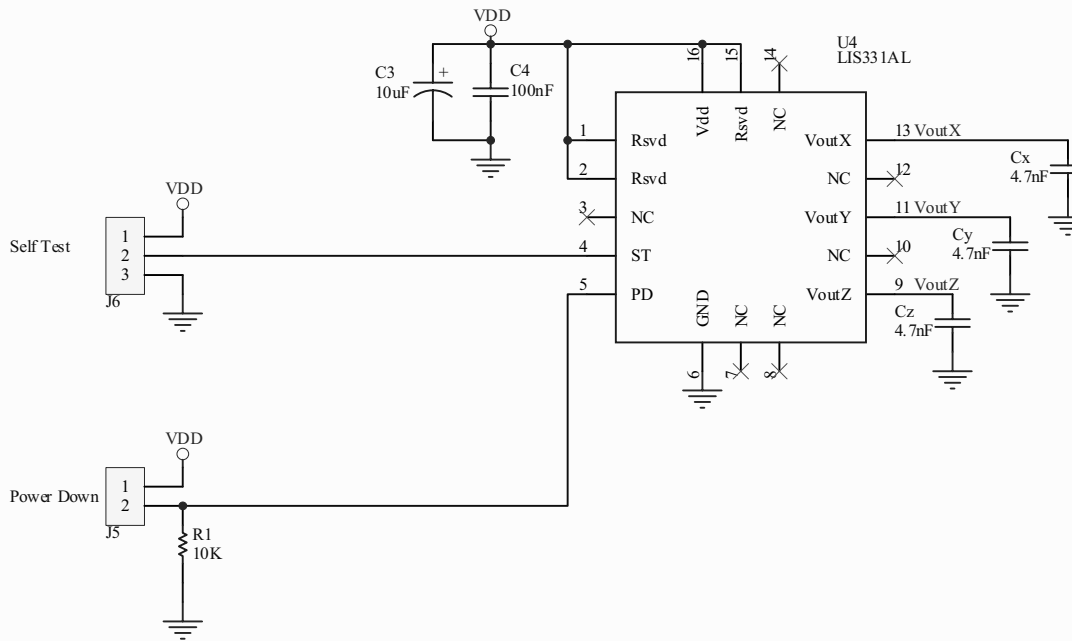 VDD
C3
10uF
+
C4
100nF
U4
LIS331AL
16
15
14
Vdd
Rsvd
NC
1
Rsvd
2
Rsvd
3
NC
4
ST
5
PD
VoutX
13
VoutX
NC
12
VoutY
11
VoutY
NC
10
VoutZ
9
VoutZ
Cx
4.7nF
Cy
4.7nF
Cz
4.7nF
GND
NC
NC
6
7
8
VDD
Self Test
1
2
3
J6
VDD
Power Down
1
2
J5
R1
10K